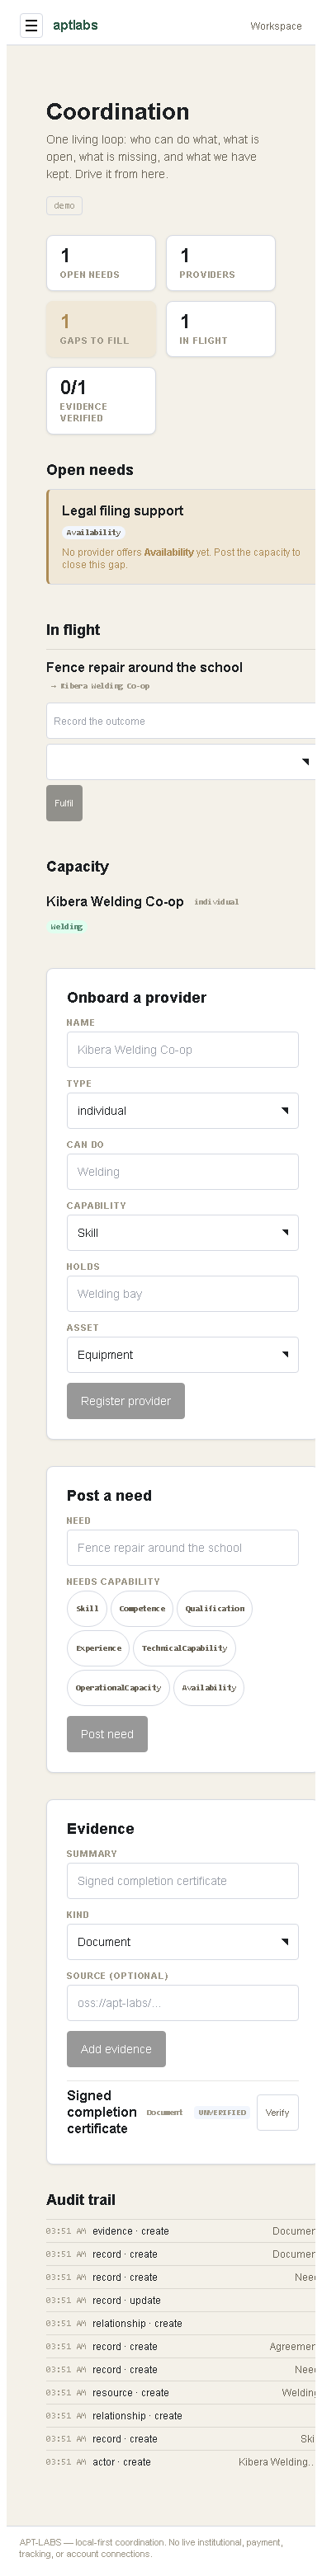 ☰ aptlabs Workspace
Coordination
One living loop: who can do what, what is
open, what is missing, and what we have
kept. Drive it from here.
demo
1
OPEN NEEDS
1
PROVIDERS
1
GAPS TO FILL
1
IN FLIGHT
0/1
EVIDENCE
VERIFIED
Open needs
Legal filing support
Availability
No provider offers Availability yet. Post the capacity to
close this gap.
In flight
Fence repair around the school
→ Kibera Welding Co-op
Record the outcome
Fulfil
Capacity
Kibera Welding Co-op individual
Welding
Onboard a provider
NAME
Kibera Welding Co-op
TYPE
individual
CAN DO
Welding
CAPABILITY
Skill
HOLDS
Welding bay
ASSET
Equipment
Register provider
Post a need
NEED
Fence repair around the school
NEEDS CAPABILITY
Skill Competence Qualification
Experience TechnicalCapability
OperationalCapacity Availability
Post need
Evidence
SUMMARY
Signed completion certificate
KIND
Document
SOURCE (OPTIONAL)
oss://apt-labs/...
Add evidence
Signed
completion
certificate
Document UNVERIFIED Verify
Audit trail
03:51 AM evidence · create Documen
03:51 AM record · create Documen
03:51 AM record · create Need
03:51 AM record · update
03:51 AM relationship · create
03:51 AM record · create Agreemen
03:51 AM record · create Need
03:51 AM resource · create Welding
03:51 AM relationship · create
03:51 AM record · create Ski
03:51 AM actor · create Kibera Welding...
APT-LABS — local-first coordination. No live institutional, payment,
tracking, or account connections.